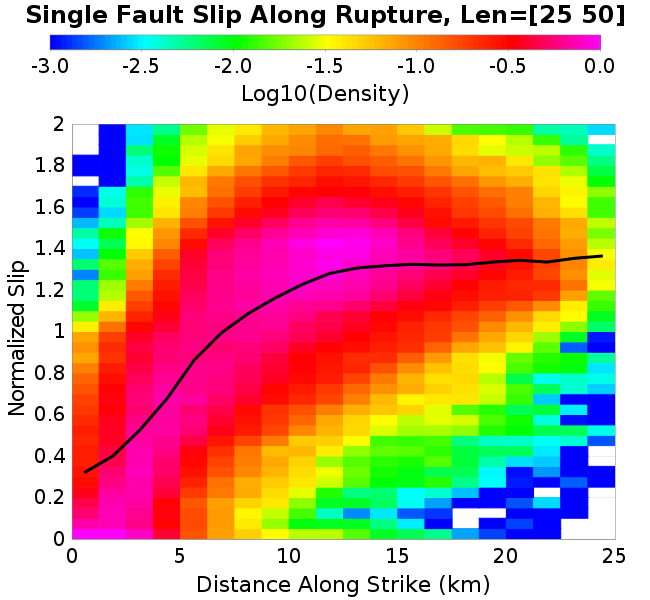 Single Fault Slip Along Rupture, Len=[25 50]
-3.0 -2.5 -2.0 -1.5 -1.0 -0.5 0.0
Log10(Density)
Normalized Slip
2
1.8
1.6
1.4
1.2
1
0.8
0.6
0.4
0.2
0
0 5 10 15 20 25
Distance Along Strike (km)